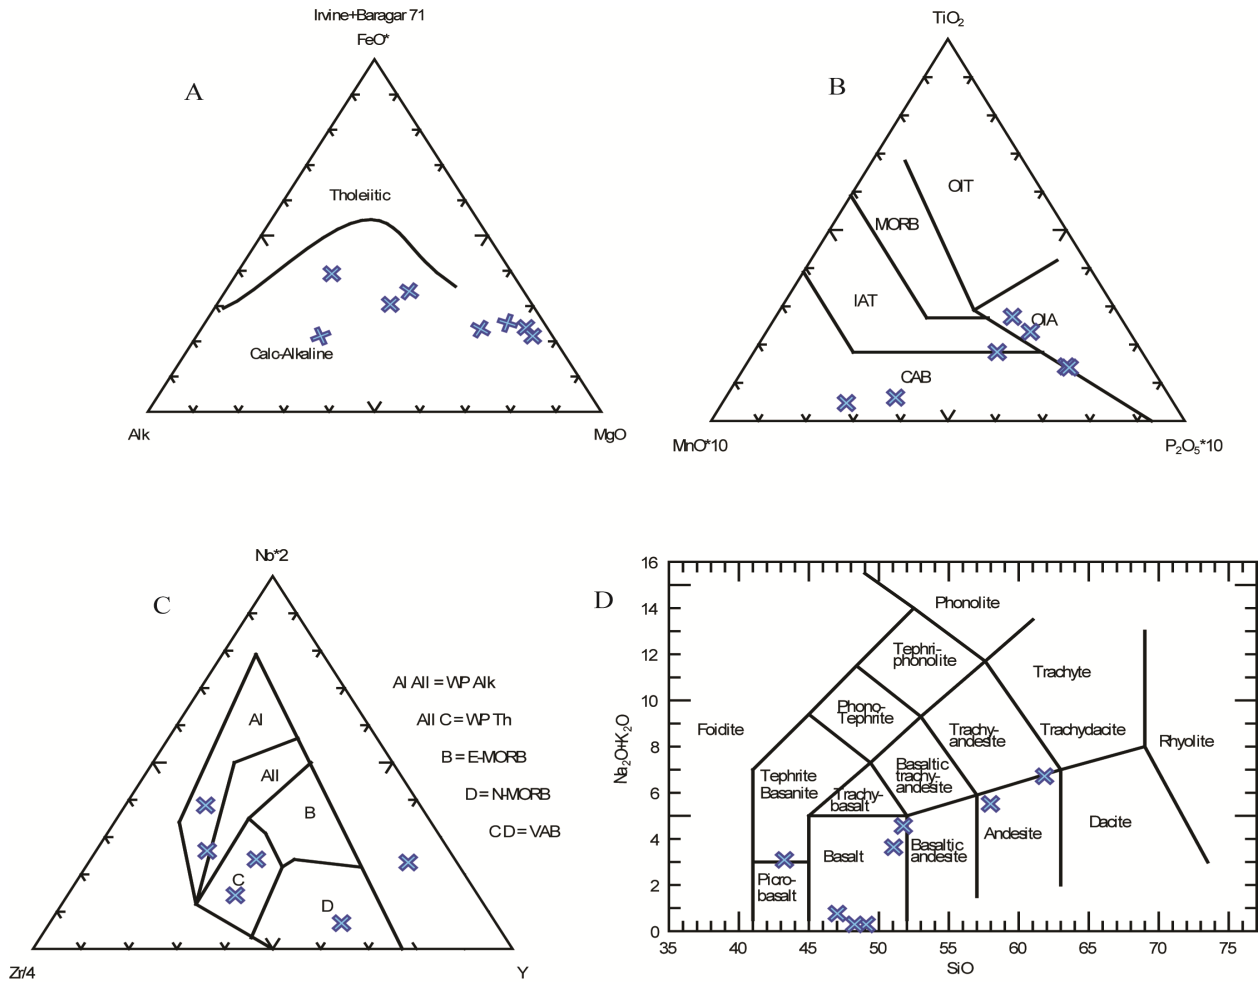 Irvine+Baragar 71
FeO*
A
Tholeiitic
Calc-Alkaline
Alk
MgO
TiO₂
B
OIT
MORB
IAT
OIA
CAB
MnO*10
P₂O₅*10
Nb*2
C
AI
AII
B
C
D
Zr/4
Y
AI AII = WP Alk
AII C = WP Th
B = E-MORB
D = N-MORB
C D = VAB
D
Na₂O+K₂O
16
14
12
10
8
6
4
2
0
Phonolite
Tephri-
phonolite
Trachyte
Foidite
Phono-
Tephrite
Trachy-
andesite
Trachydacite
Rhyolite
Tephrite
Basanite
Basaltic
trachy-
andesite
Trachy-
basalt
Basalt
Basaltic
andesite
Andesite
Dacite
Picro-
basalt
35 40 45 50 55 60 65 70 75
SiO